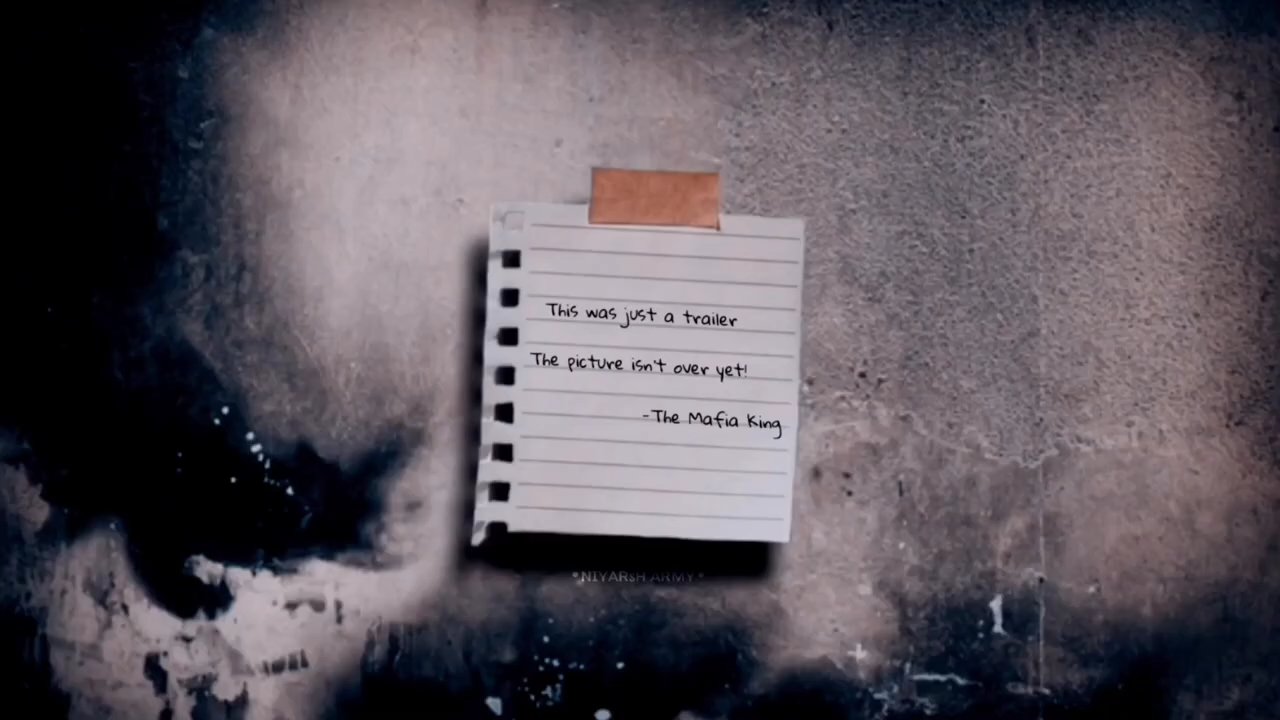 This was just a trailer
The picture isn't over yet!
-The Mafia King
•NIYARsH ARMY•